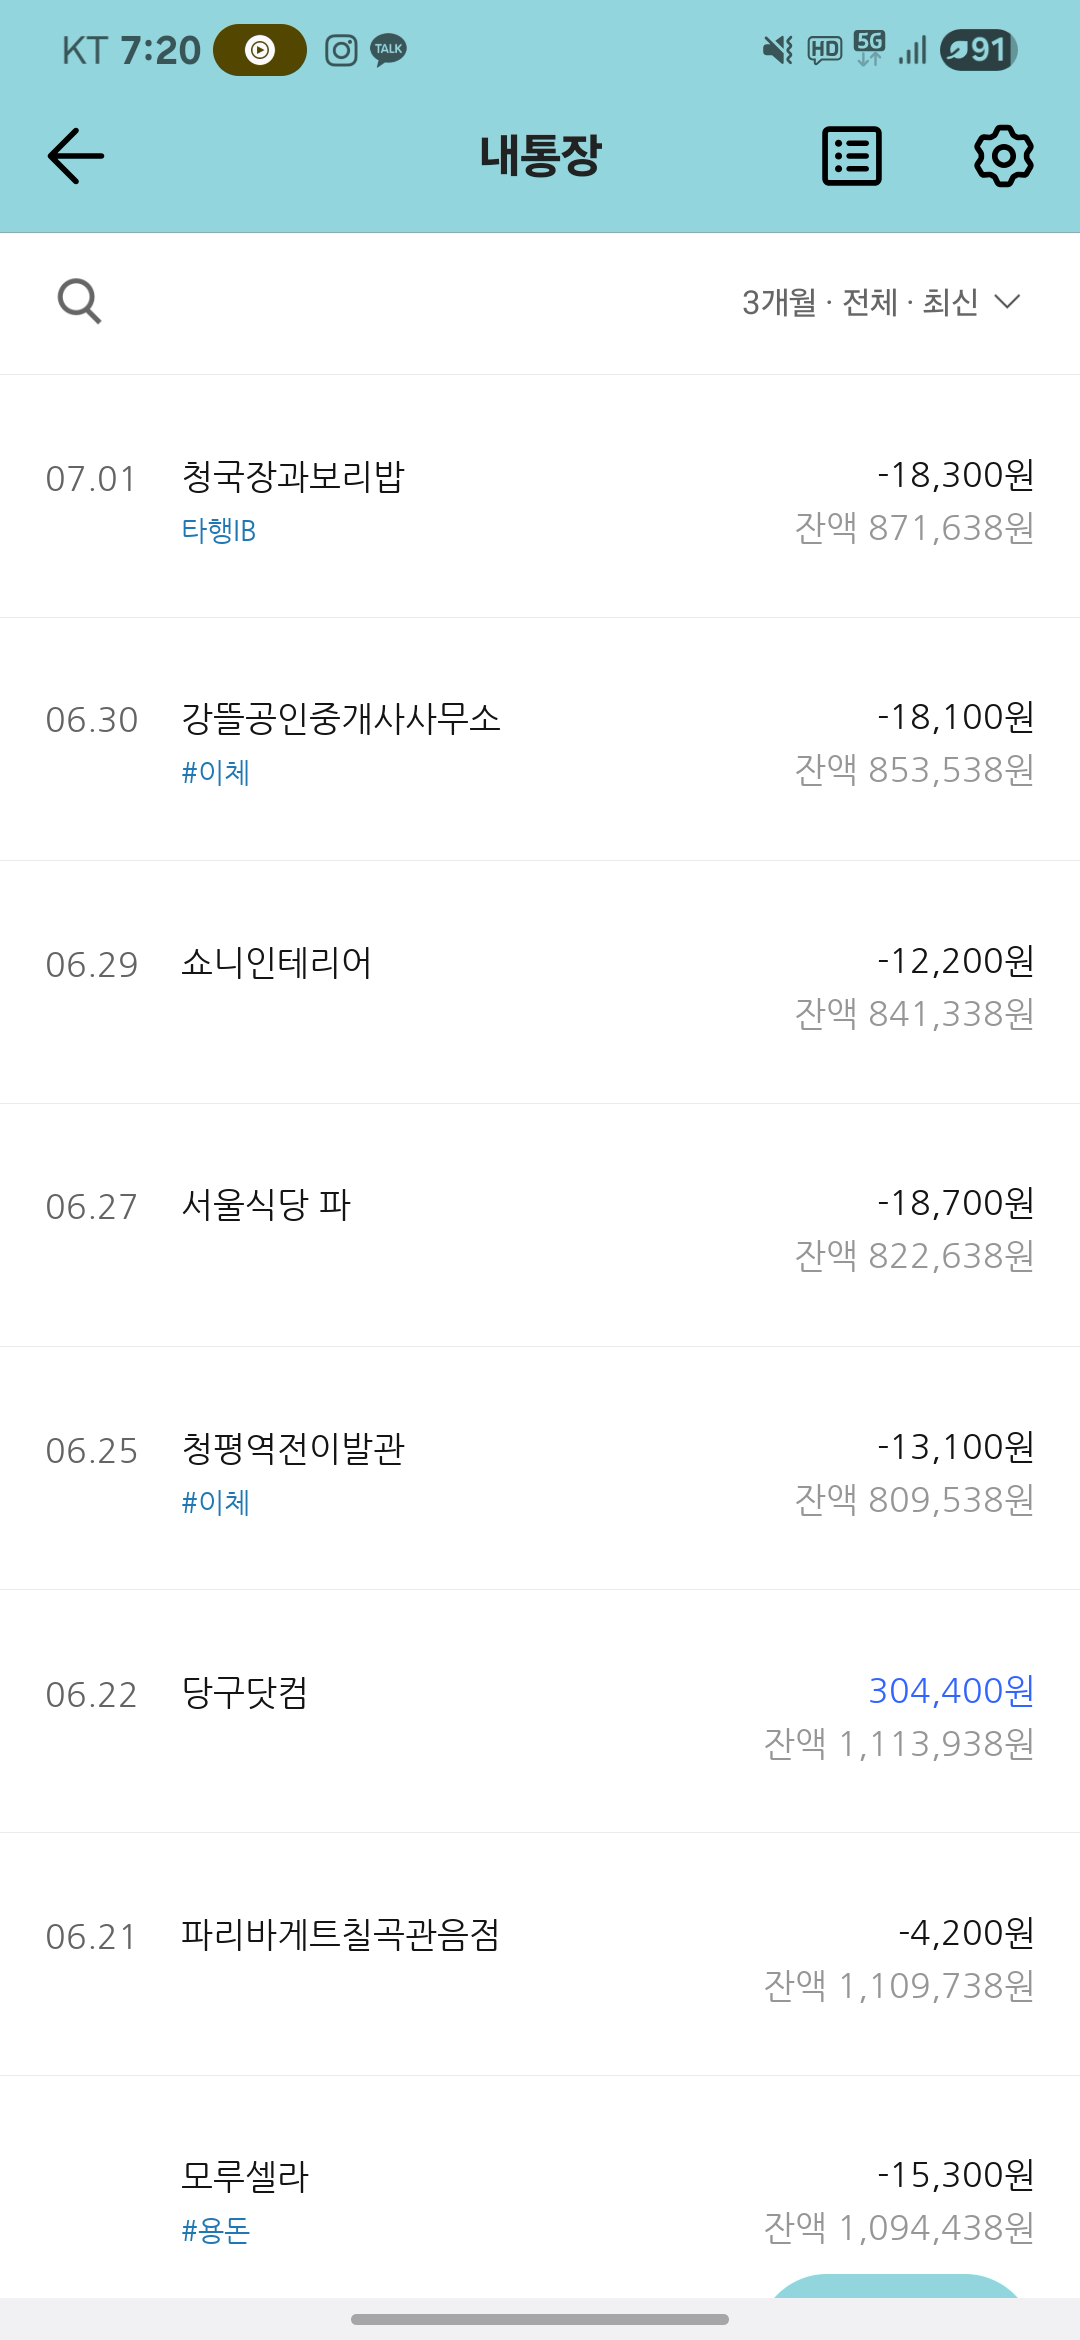 KT 7:20 TALK HD 5G 91
내통장
3개월 · 전체 · 최신
07.01 청국장과보리밥 -18,300원
타행IB 잔액 871,638원
06.30 강뜰공인중개사사무소 -18,100원
#이체 잔액 853,538원
06.29 쇼니인테리어 -12,200원
잔액 841,338원
06.27 서울식당 파 -18,700원
잔액 822,638원
06.25 청평역전이발관 -13,100원
#이체 잔액 809,538원
06.22 당구닷컴 304,400원
잔액 1,113,938원
06.21 파리바게트칠곡관음점 -4,200원
잔액 1,109,738원
모루셀라 -15,300원
#용돈 잔액 1,094,438원